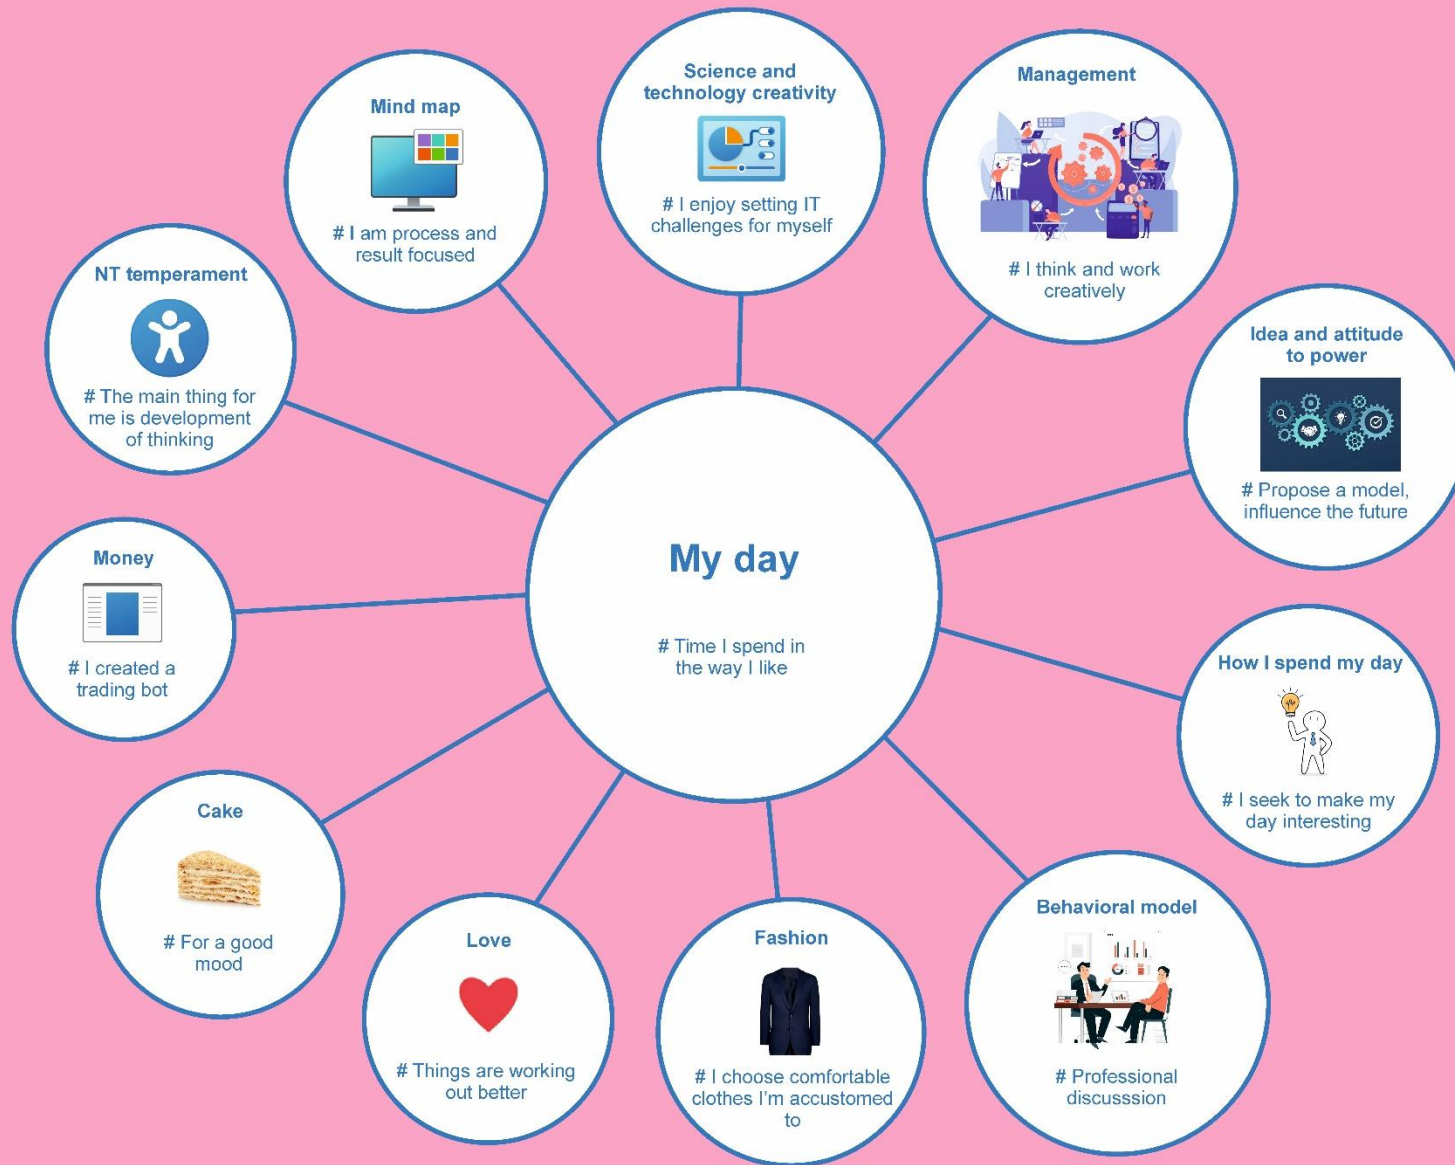 Science and
technology creativity
# I enjoy setting IT
challenges for myself
Management
# I think and work
creatively
Idea and attitude
to power
# Propose a model,
influence the future
How I spend my day
# I seek to make my
day interesting
Behavioral model
# Professional
discusssion
Fashion
# I choose comfortable
clothes I'm accustomed
to
Love
# Things are working
out better
Cake
# For a good
mood
Money
# I created a
trading bot
NT temperament
# The main thing for
me is development
of thinking
Mind map
# I am process and
result focused
My day
# Time I spend in
the way I like